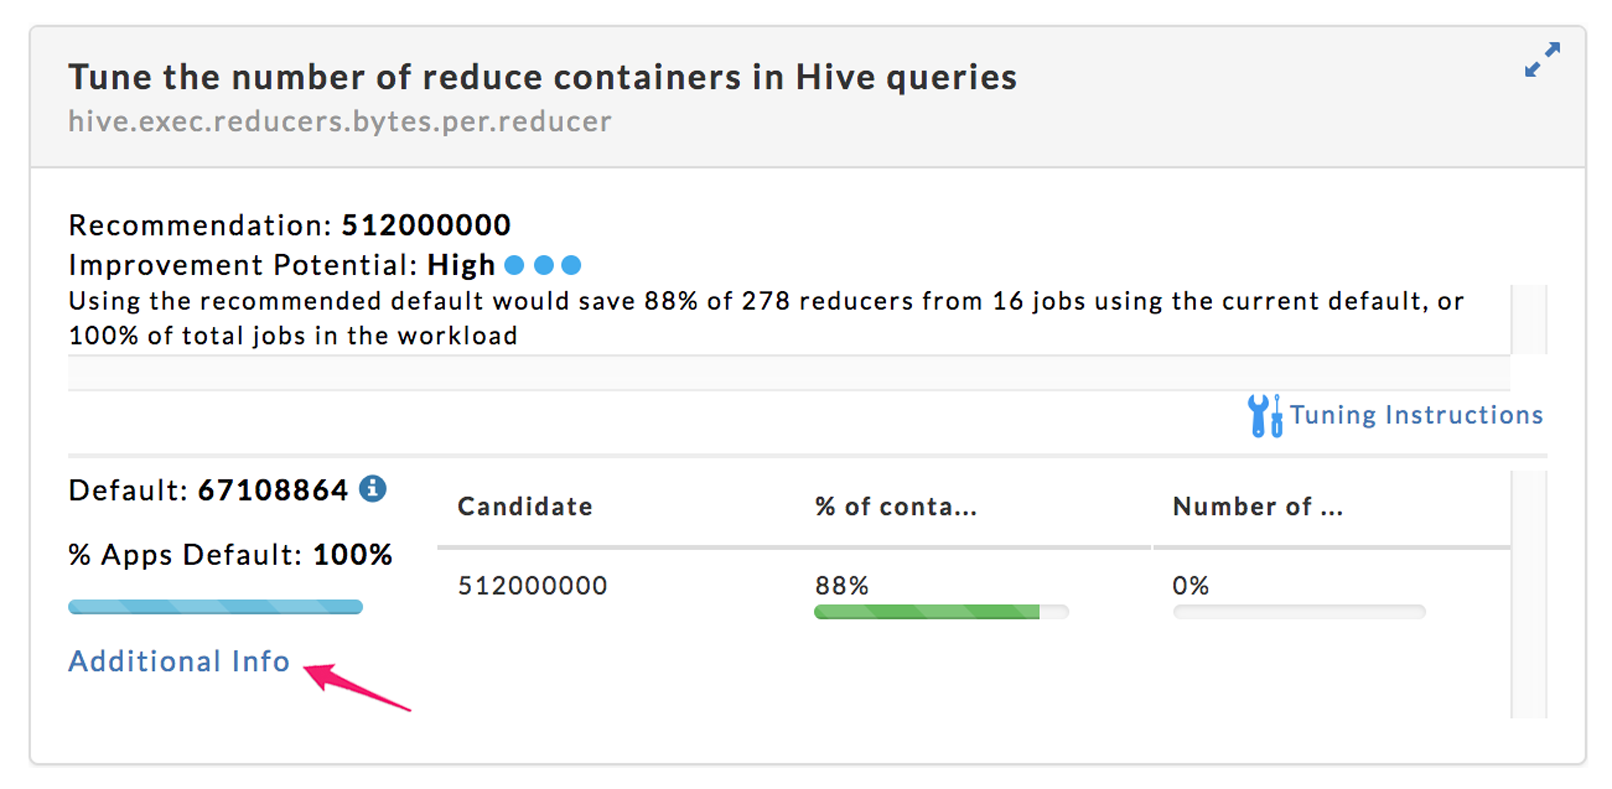 Tune the number of reduce containers in Hive queries
hive.exec.reducers.bytes.per.reducer
Recommendation: 512000000
Improvement Potential: High
Using the recommended default would save 88% of 278 reducers from 16 jobs using the current default, or
100% of total jobs in the workload
Tuning Instructions
Default: 67108864
% Apps Default: 100%
Additional Info
Candidate % of conta... Number of ...
512000000 88% 0%